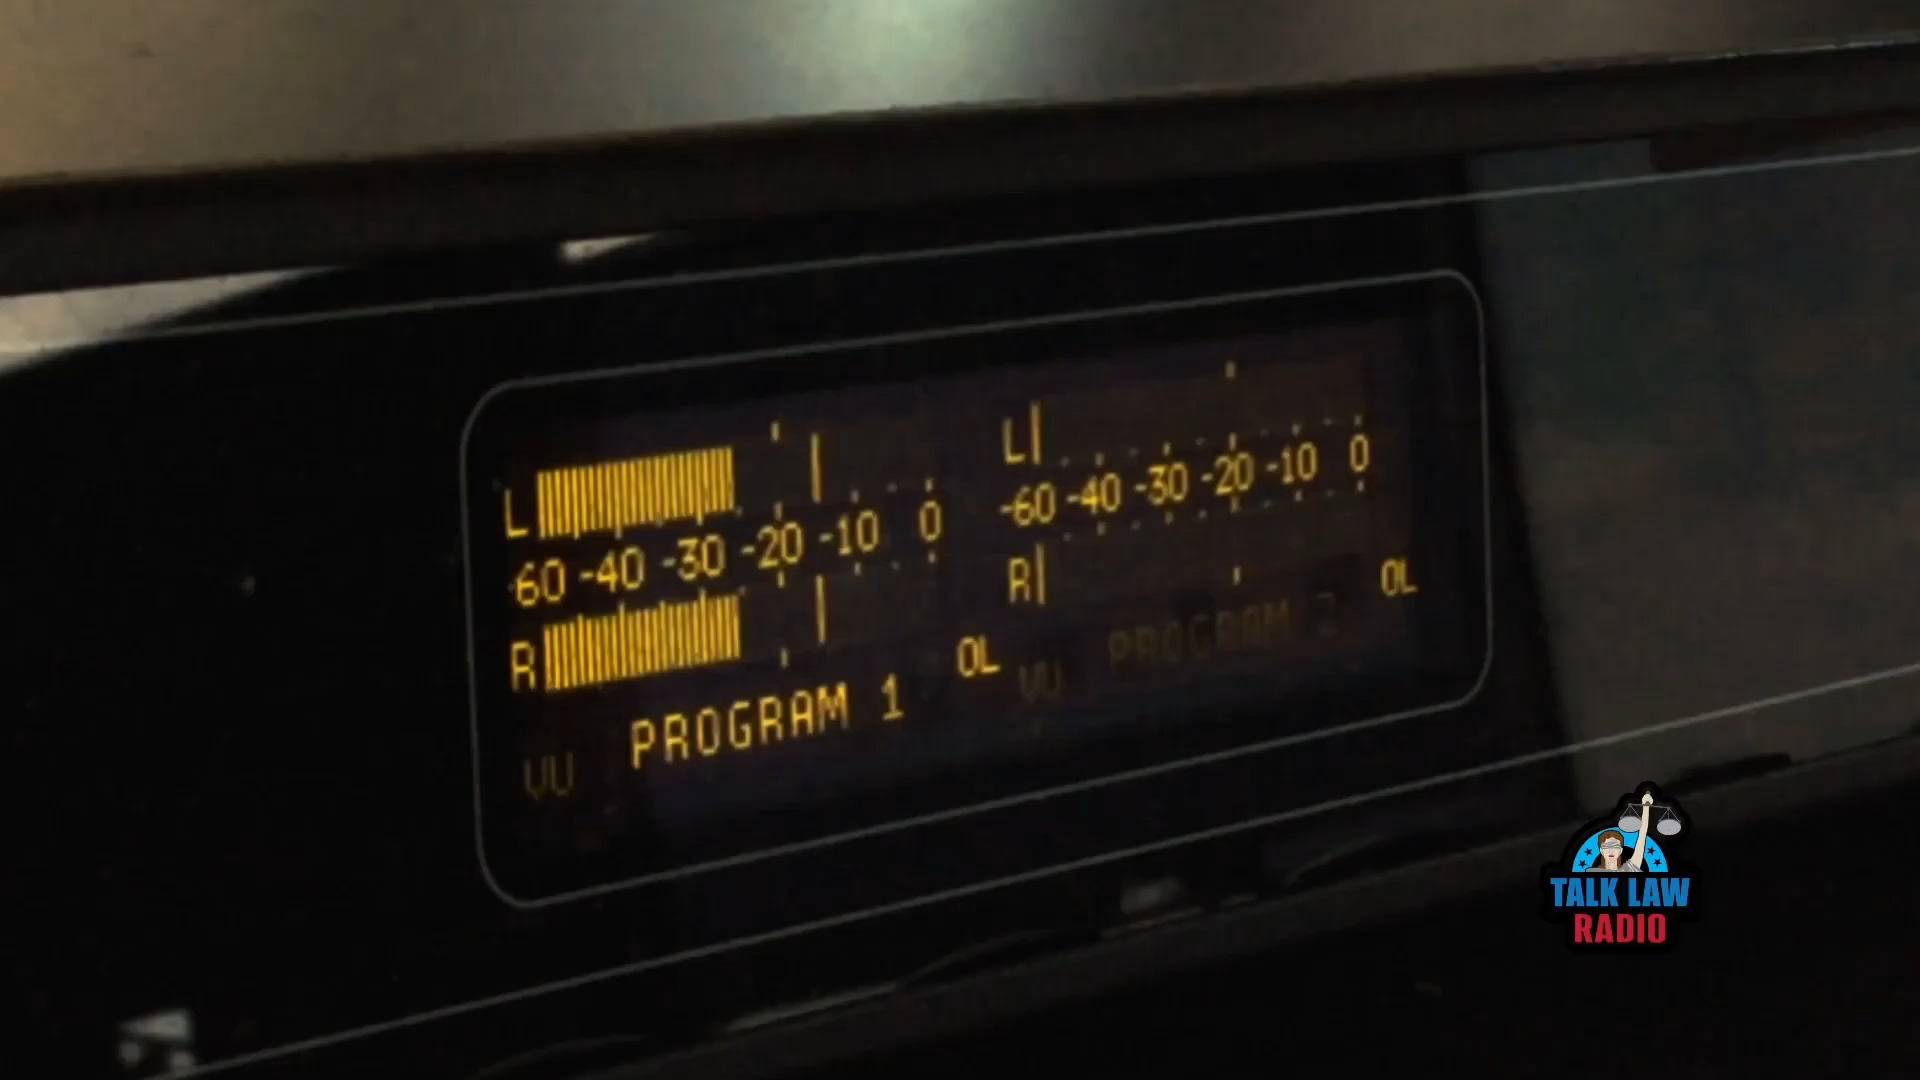 L
-60 -40 -30 -20 -10 0
R
OL
VU PROGRAM 1
L
-60 -40 -30 -20 -10 0
R
OL
VU PROGRAM 2
TALK LAW
RADIO